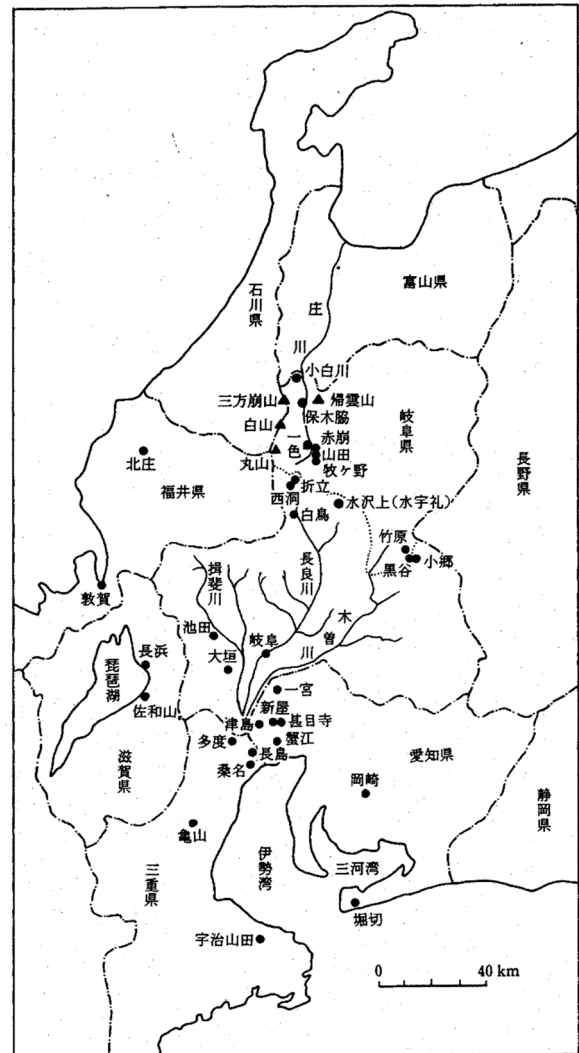 石川県
庄川
富山県
小白川
三方崩山
帰雲山
保木脇
白山
岐阜県
赤崩
一色
山田
丸山
牧ヶ野
長野県
北庄
福井県
折立
西洞
水沢上(水字礼)
白鳥
竹原
小郷
黒谷
揖斐川
長良川
敦賀
木曽川
池田
岐阜
大垣
長浜
琵琶湖
一宮
佐和山
新屋
津島
甚目寺
多度
蟹江
愛知県
長島
滋賀県
桑名
岡崎
静岡県
亀山
伊勢湾
三重県
三河湾
堀切
宇治山田
0 40 km